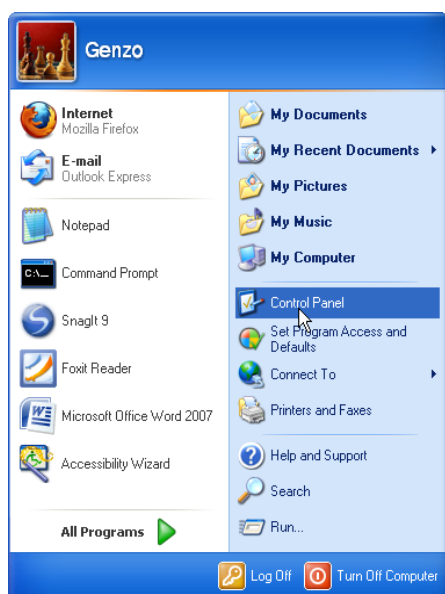 Genzo
Internet
Mozilla Firefox
E-mail
Outlook Express
Notepad
C:\_
Command Prompt
SnagIt 9
Foxit Reader
Microsoft Office Word 2007
Accessibility Wizard
All Programs
My Documents
My Recent Documents
My Pictures
My Music
My Computer
Control Panel
Set Program Access and
Defaults
Connect To
Printers and Faxes
Help and Support
Search
Run...
Log Off
Turn Off Computer